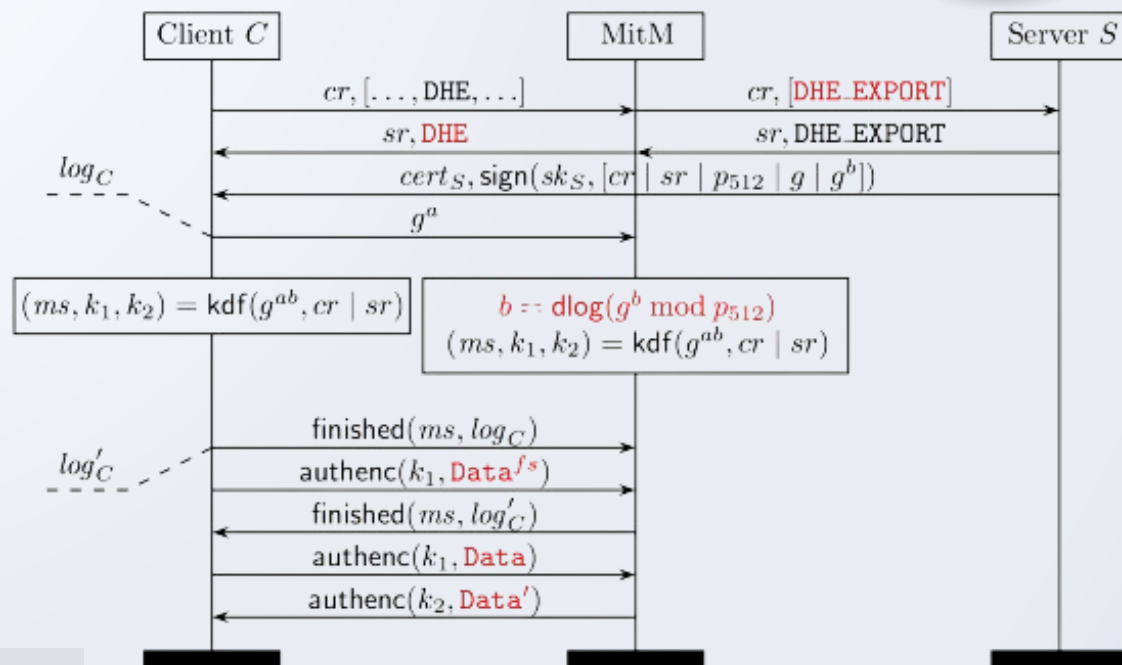 Client C
MitM
Server S
cr, [..., DHE, ...]
cr, [DHE_EXPORT]
sr, DHE
sr, DHE_EXPORT
log_C
cert_S, sign(sk_S, [cr | sr | p_512 | g | g^b])
g^a
(ms, k_1, k_2) = kdf(g^{ab}, cr | sr)
b = dlog(g^b mod p_512)
(ms, k_1, k_2) = kdf(g^{ab}, cr | sr)
finished(ms, log_C)
log'_C
authenc(k_1, Data^{fs})
finished(ms, log'_C)
authenc(k_1, Data)
authenc(k_2, Data')